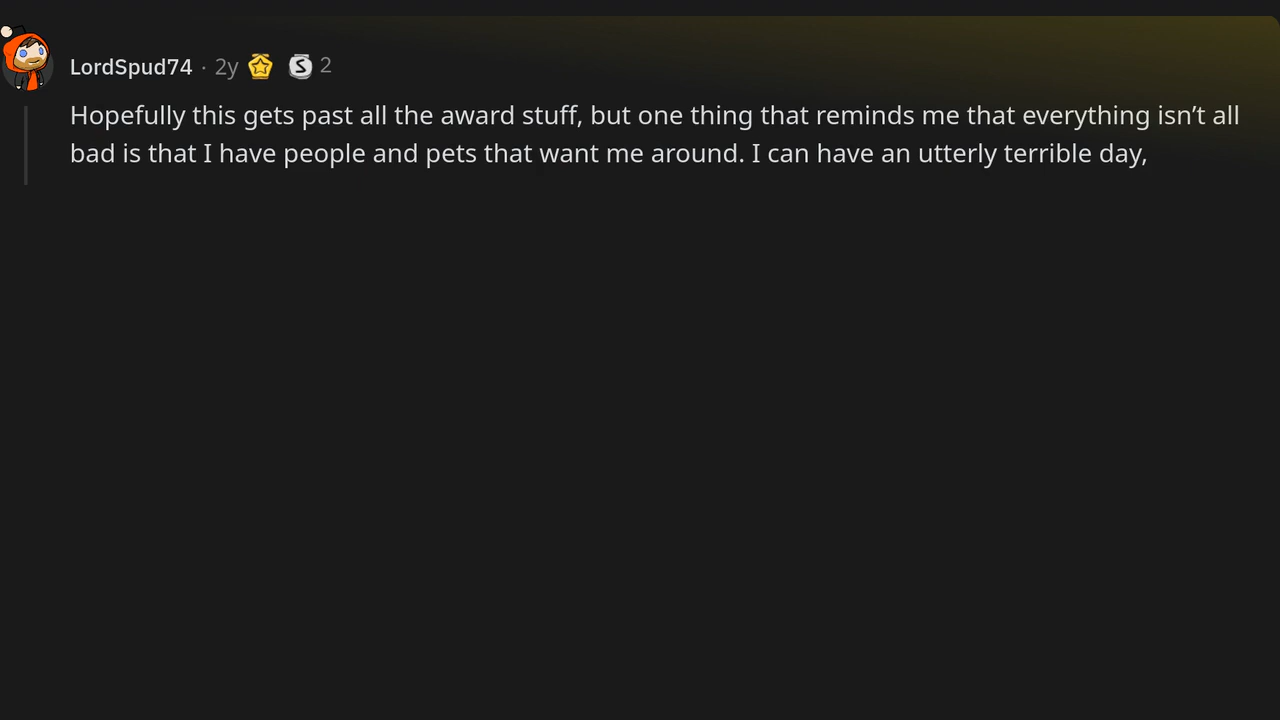 LordSpud74 · 2y S 2
Hopefully this gets past all the award stuff, but one thing that reminds me that everything isn’t all
bad is that I have people and pets that want me around. I can have an utterly terrible day,